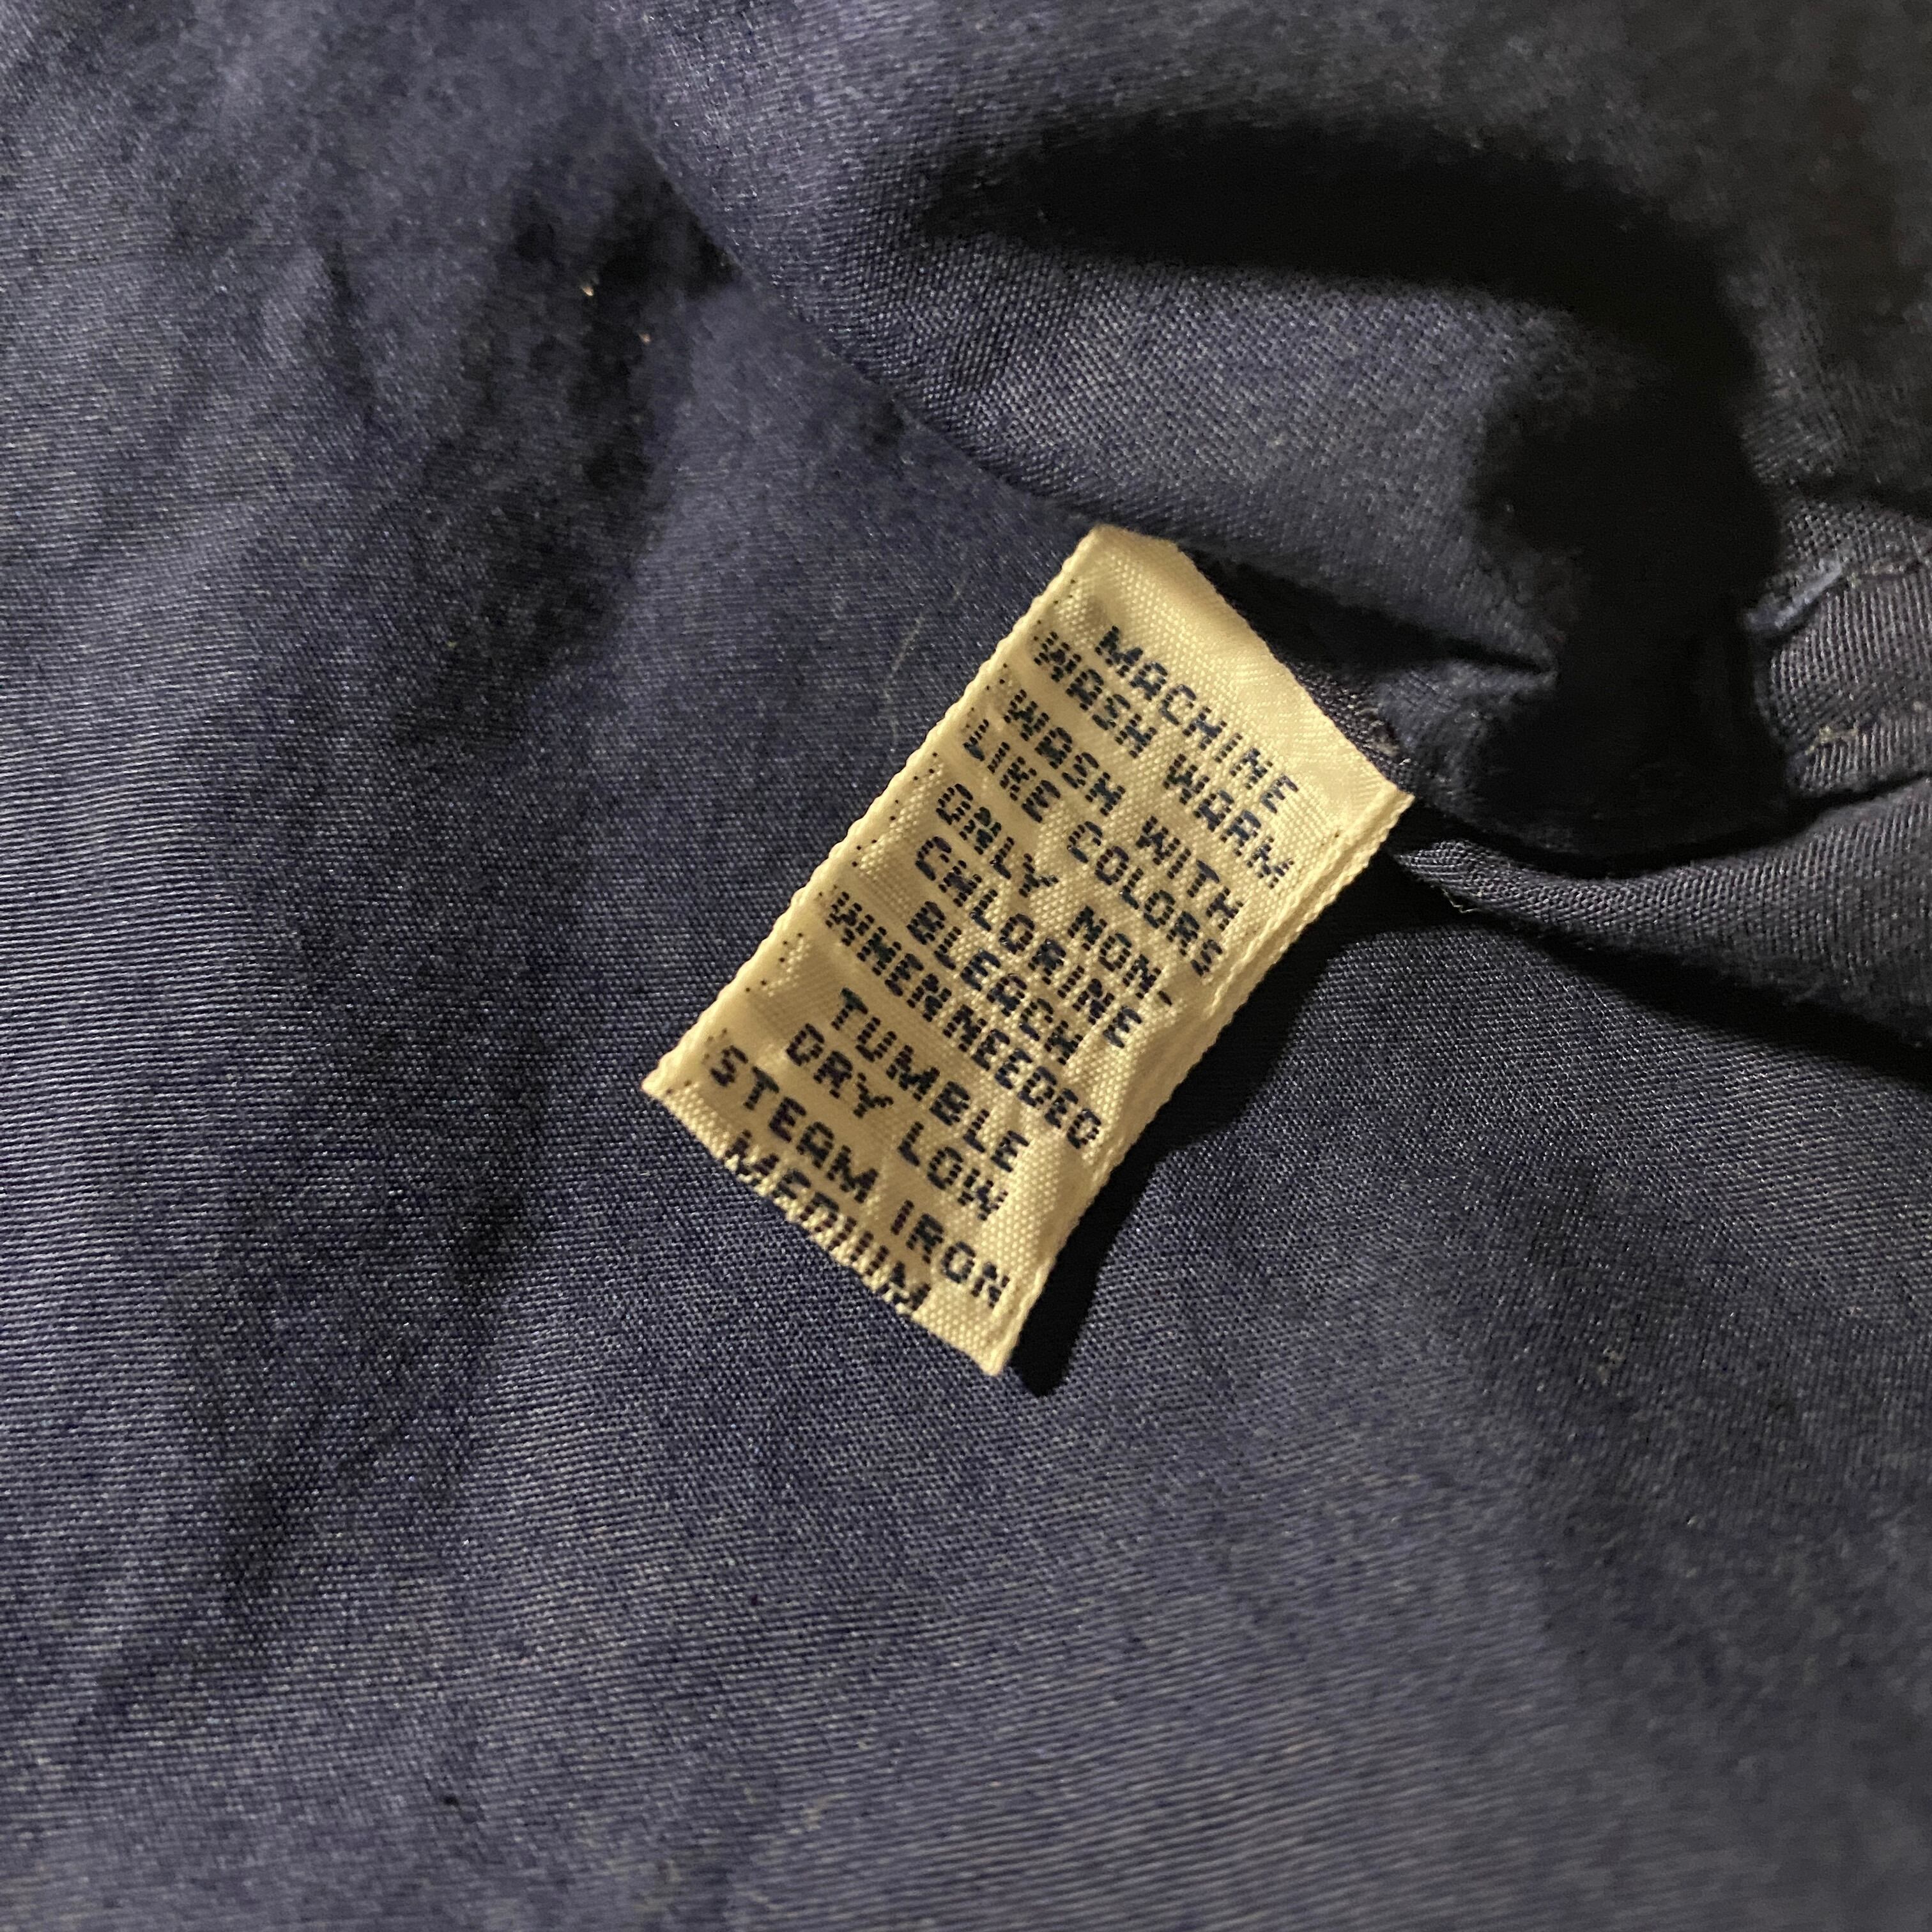 MACHINE
WASH WARM
WASH WITH
LIKE COLORS
ONLY NON-
CHLORINE
BLEACH
WHEN NEEDED
TUMBLE
DRY LOW
STEAM IRON
MEDIUM